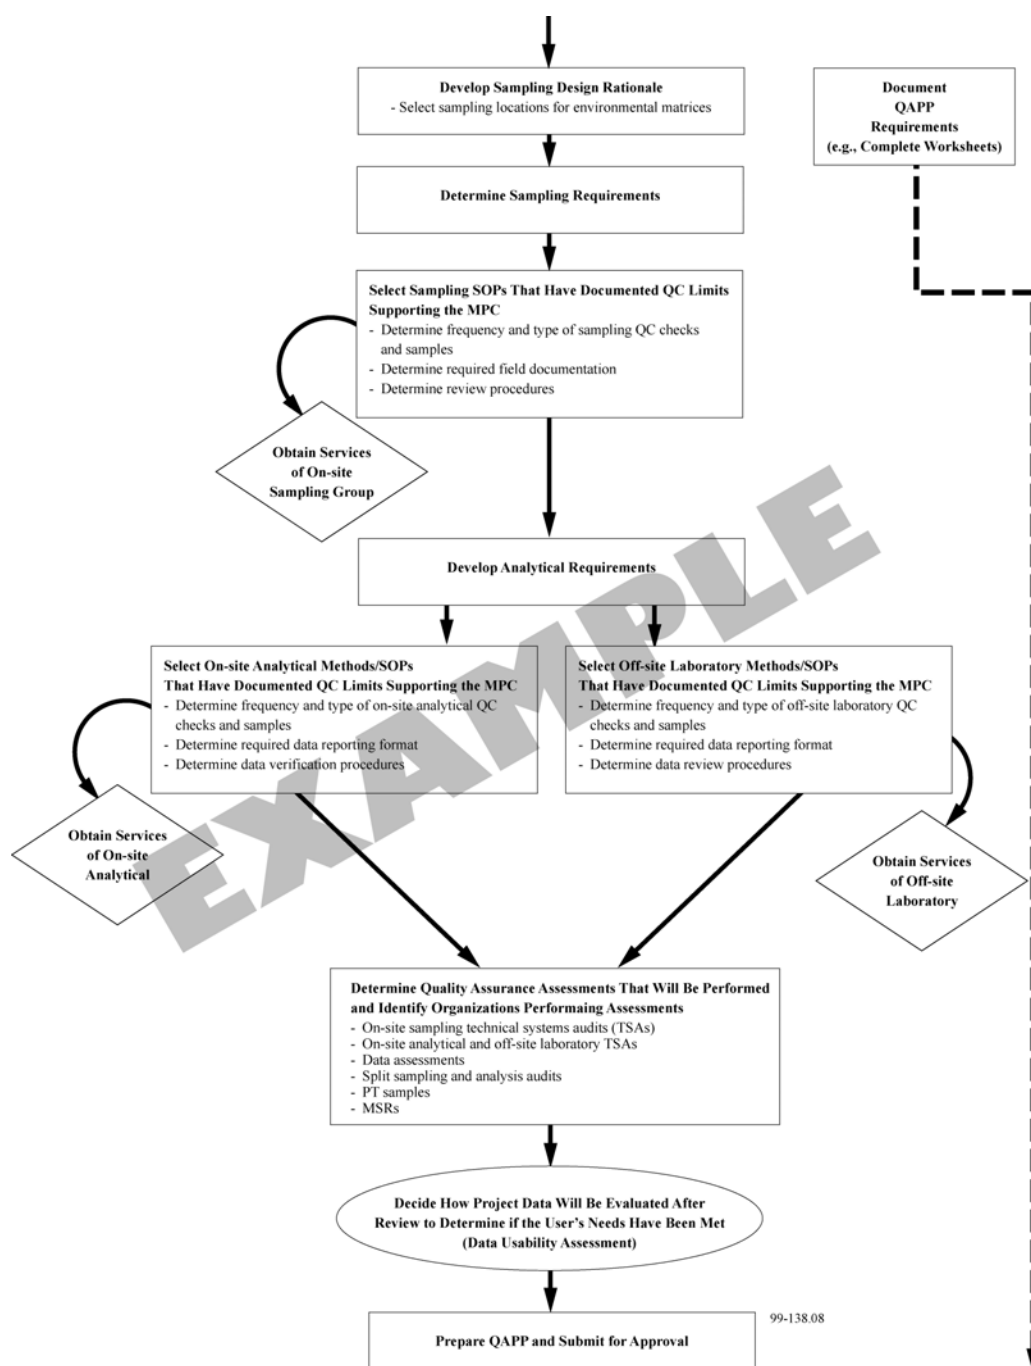 Develop Sampling Design Rationale
- Select sampling locations for environmental matrices
Document
QAPP
Requirements
(e.g., Complete Worksheets)
Determine Sampling Requirements
Select Sampling SOPs That Have Documented QC Limits
Supporting the MPC
- Determine frequency and type of sampling QC checks
and samples
- Determine required field documentation
- Determine review procedures
Obtain Services
of On-site
Sampling Group
Develop Analytical Requirements
Select On-site Analytical Methods/SOPs
That Have Documented QC Limits Supporting the MPC
- Determine frequency and type of on-site analytical QC
checks and samples
- Determine required data reporting format
- Determine data verification procedures
Select Off-site Laboratory Methods/SOPs
That Have Documented QC Limits Supporting the MPC
- Determine frequency and type of off-site laboratory QC
checks and samples
- Determine required data reporting format
- Determine data review procedures
Obtain Services
of On-site
Analytical
Obtain Services
of Off-site
Laboratory
EXAMPLE
Determine Quality Assurance Assessments That Will Be Performed
and Identify Organizations Performaing Assessments
- On-site sampling technical systems audits (TSAs)
- On-site analytical and off-site laboratory TSAs
- Data assessments
- Split sampling and analysis audits
- PT samples
- MSRs
Decide How Project Data Will Be Evaluated After
Review to Determine if the User's Needs Have Been Met
(Data Usability Assessment)
99-138.08
Prepare QAPP and Submit for Approval